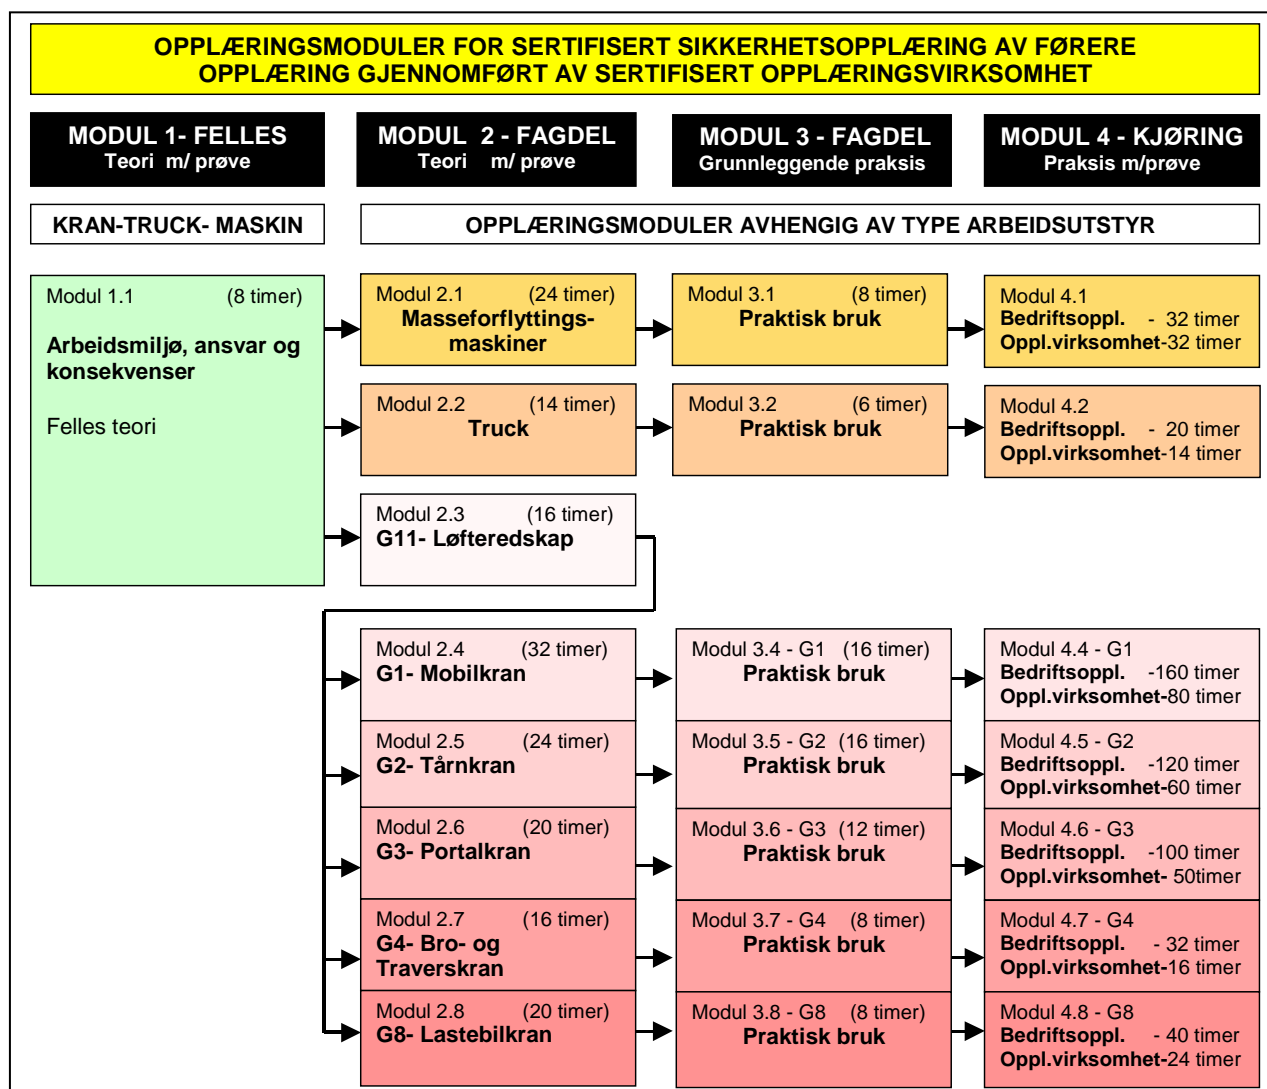 OPPLÆRINGSMODULER FOR SERTIFISERT SIKKERHETSOPPLÆRING AV FØRERE
OPPLÆRING GJENNOMFØRT AV SERTIFISERT OPPLÆRINGSVIRKSOMHET
MODUL 1- FELLES
Teori m/ prøve
MODUL 2 - FAGDEL
Teori m/ prøve
MODUL 3 - FAGDEL
Grunnleggende praksis
MODUL 4 - KJØRING
Praksis m/prøve
KRAN-TRUCK- MASKIN
OPPLÆRINGSMODULER AVHENGIG AV TYPE ARBEIDSUTSTYR
Modul 1.1 (8 timer)
Arbeidsmiljø, ansvar og
konsekvenser
Felles teori
Modul 2.1 (24 timer)
Masseforflyttings-
maskiner
Modul 3.1 (8 timer)
Praktisk bruk
Modul 4.1
Bedriftsoppl. - 32 timer
Oppl.virksomhet-32 timer
Modul 2.2 (14 timer)
Truck
Modul 3.2 (6 timer)
Praktisk bruk
Modul 4.2
Bedriftsoppl. - 20 timer
Oppl.virksomhet-14 timer
Modul 2.3 (16 timer)
G11- Løfteredskap
Modul 2.4 (32 timer)
G1- Mobilkran
Modul 3.4 - G1 (16 timer)
Praktisk bruk
Modul 4.4 - G1
Bedriftsoppl. -160 timer
Oppl.virksomhet-80 timer
Modul 2.5 (24 timer)
G2- Tårnkran
Modul 3.5 - G2 (16 timer)
Praktisk bruk
Modul 4.5 - G2
Bedriftsoppl. -120 timer
Oppl.virksomhet-60 timer
Modul 2.6 (20 timer)
G3- Portalkran
Modul 3.6 - G3 (12 timer)
Praktisk bruk
Modul 4.6 - G3
Bedriftsoppl. -100 timer
Oppl.virksomhet- 50timer
Modul 2.7 (16 timer)
G4- Bro- og
Traverskran
Modul 3.7 - G4 (8 timer)
Praktisk bruk
Modul 4.7 - G4
Bedriftsoppl. - 32 timer
Oppl.virksomhet-16 timer
Modul 2.8 (20 timer)
G8- Lastebilkran
Modul 3.8 - G8 (8 timer)
Praktisk bruk
Modul 4.8 - G8
Bedriftsoppl. - 40 timer
Oppl.virksomhet-24 timer